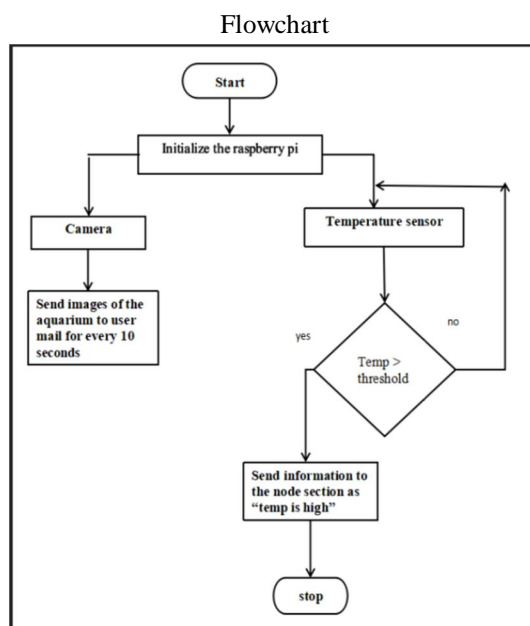 Flowchart
Start
Initialize the raspberry pi
Camera
Temperature sensor
Send images of the
aquarium to user
mail for every 10
seconds
yes
no
Temp >
threshold
Send information to
the node section as
“temp is high”
stop